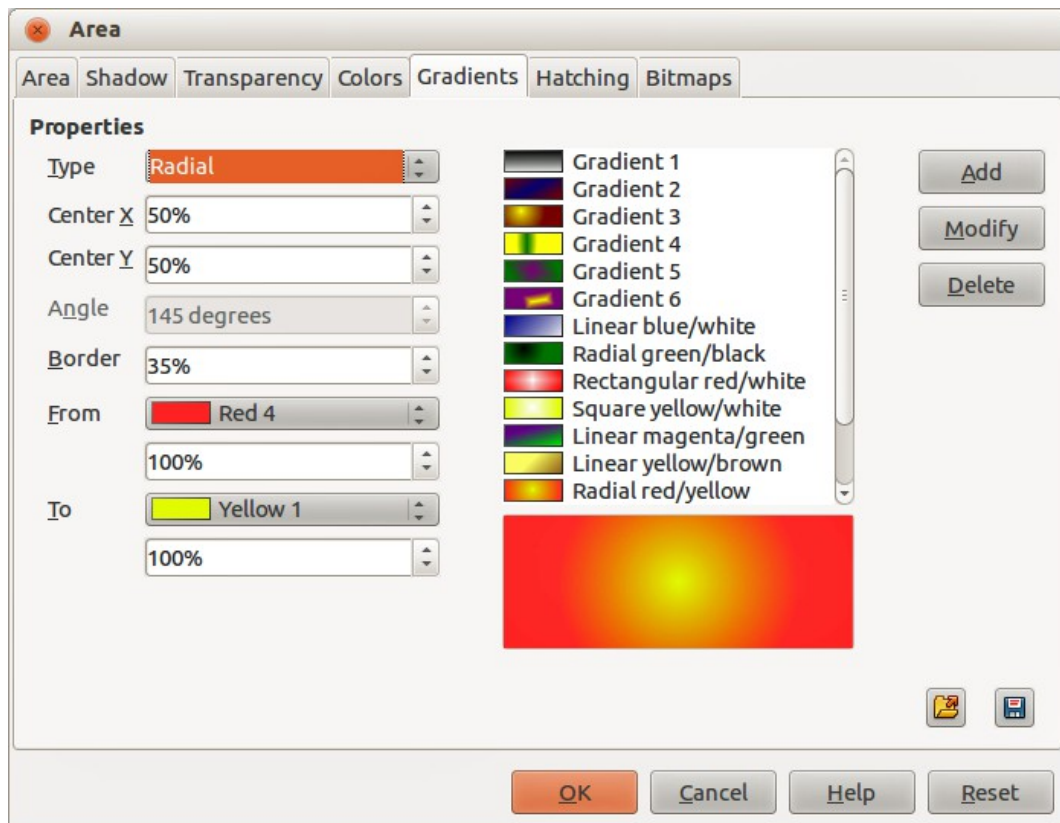 Area
Area Shadow Transparency Colors Gradients Hatching Bitmaps
Properties
Type Radial
Center X 50%
Center Y 50%
Angle 145 degrees
Border 35%
From Red 4
100%
To Yellow 1
100%
Gradient 1
Gradient 2
Gradient 3
Gradient 4
Gradient 5
Gradient 6
Linear blue/white
Radial green/black
Rectangular red/white
Square yellow/white
Linear magenta/green
Linear yellow/brown
Radial red/yellow
Add
Modify
Delete
OK Cancel Help Reset